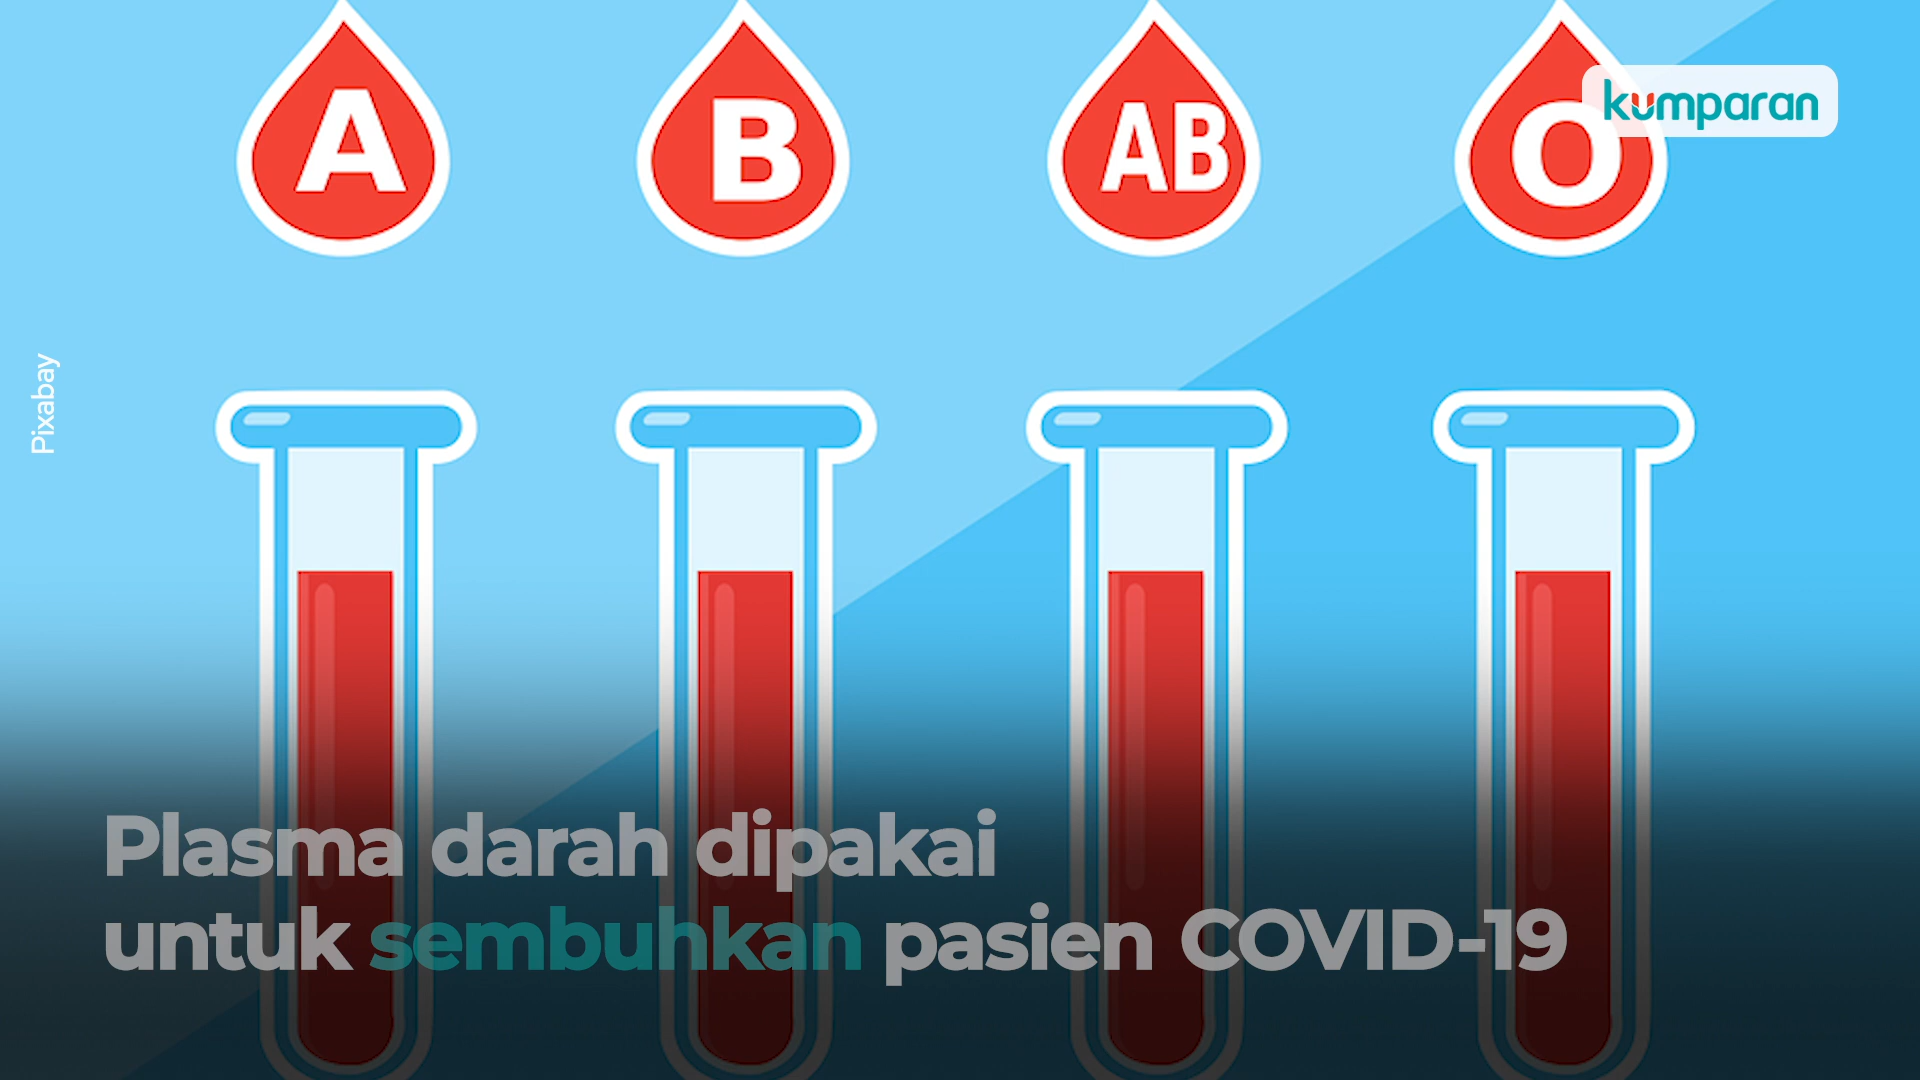 A
B
AB
O
kumparan
Pixabay
Plasma darah dipakai
untuk sembuhkan pasien COVID-19